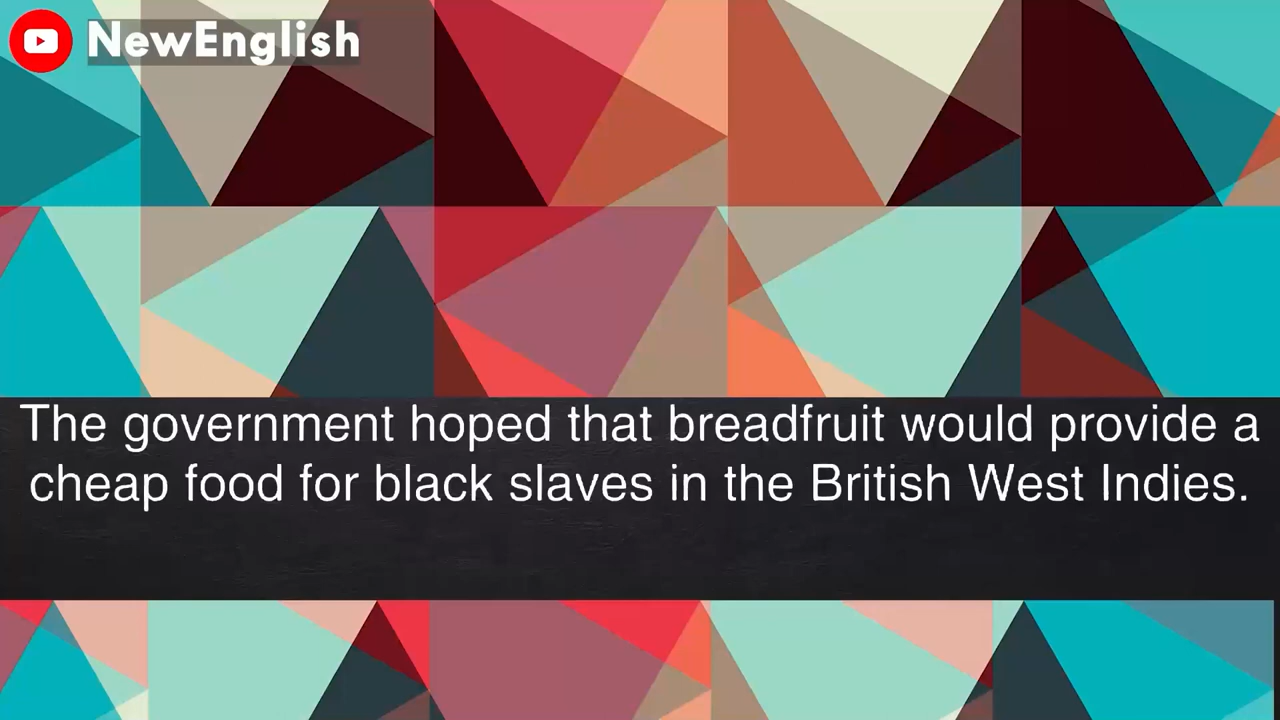 NewEnglish
The government hoped that breadfruit would provide a
cheap food for black slaves in the British West Indies.